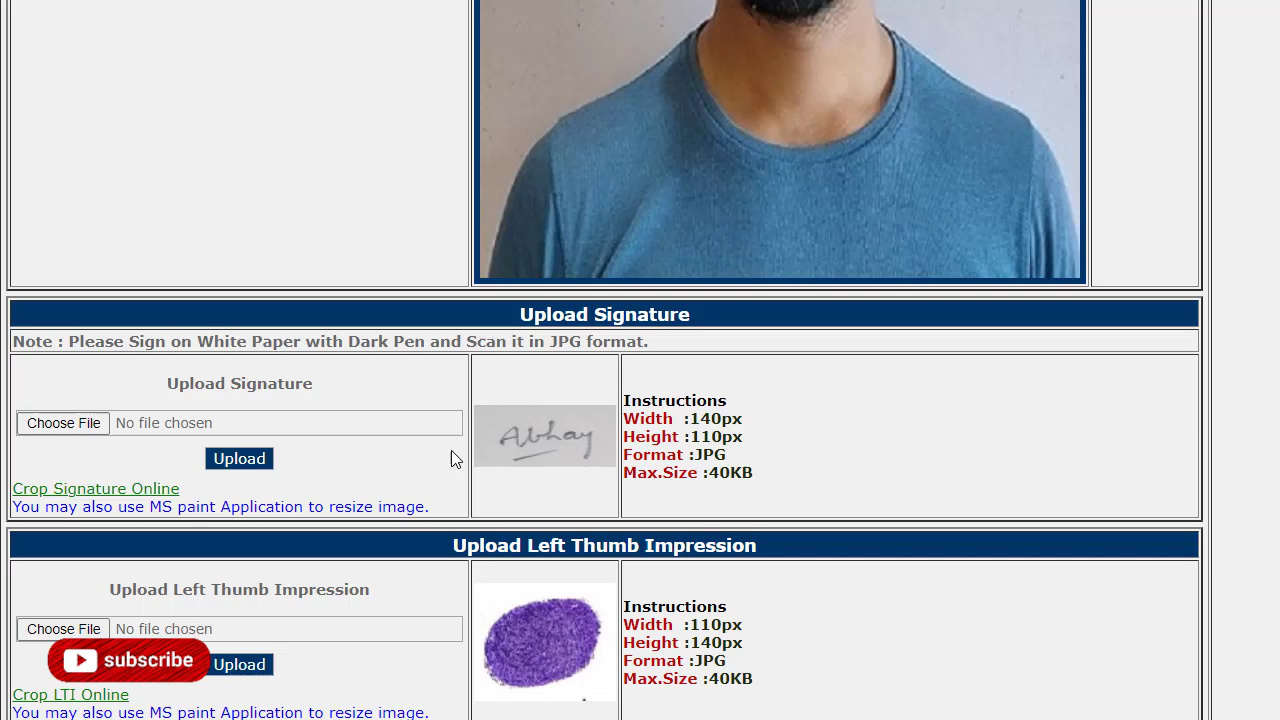 Upload Signature
Note : Please Sign on White Paper with Dark Pen and Scan it in JPG format.
Upload Signature
Choose File No file chosen
Upload
Crop Signature Online
You may also use MS paint Application to resize image.
Abhay
Instructions
Width :140px
Height :110px
Format :JPG
Max.Size :40KB
Upload Left Thumb Impression
Upload Left Thumb Impression
Choose File No file chosen
subscribe
Upload
Crop LTI Online
You may also use MS paint Application to resize image.
Instructions
Width :110px
Height :140px
Format :JPG
Max.Size :40KB